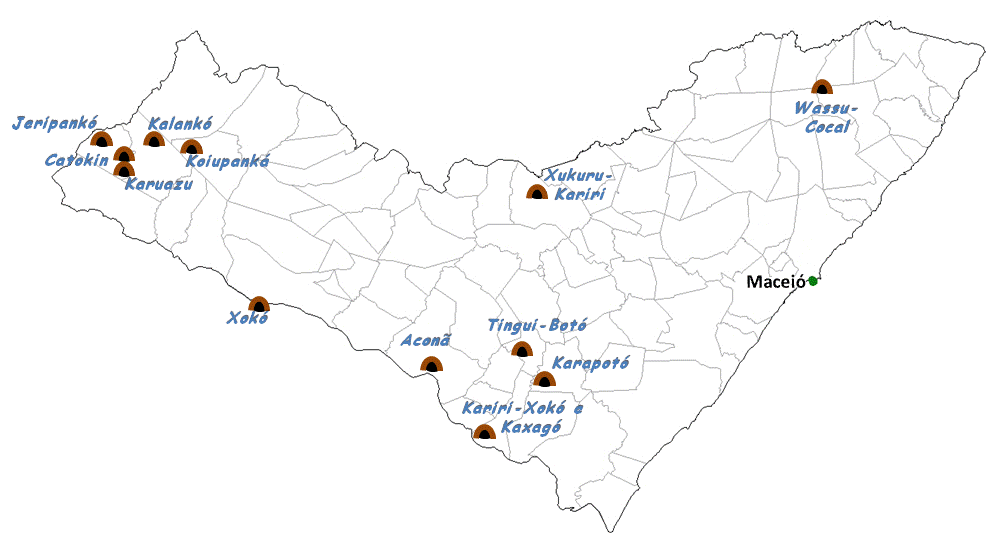 Wassu-
Cocal
Jeripankó
Kalankó
Catokin
Koiupanká
Karuazu
Xukuru-
Kariri
Maceió
Xokó
Tingui-Botó
Aconã
Karapotó
Kariri-Xokó e
Kaxagó